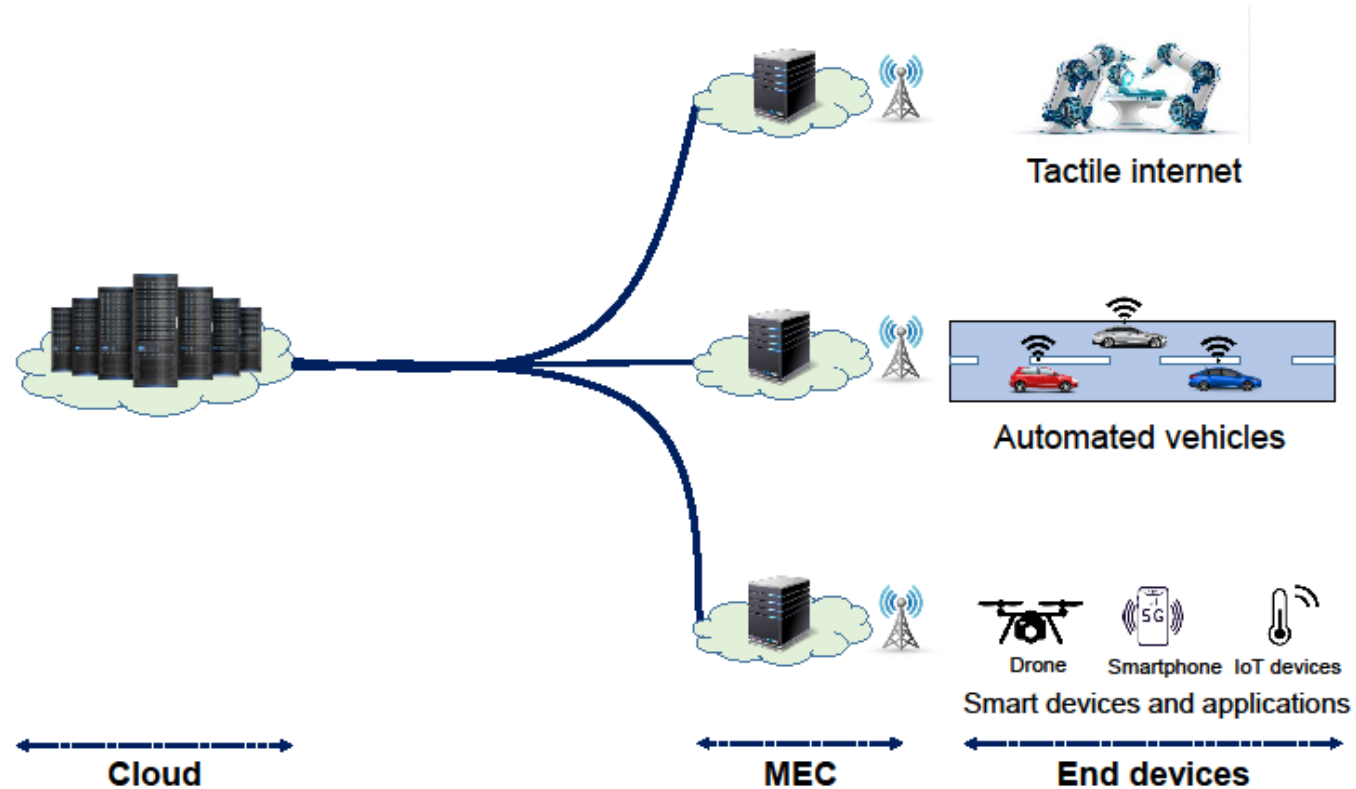 Tactile internet
Automated vehicles
5G
Drone Smartphone IoT devices
Smart devices and applications
Cloud MEC End devices